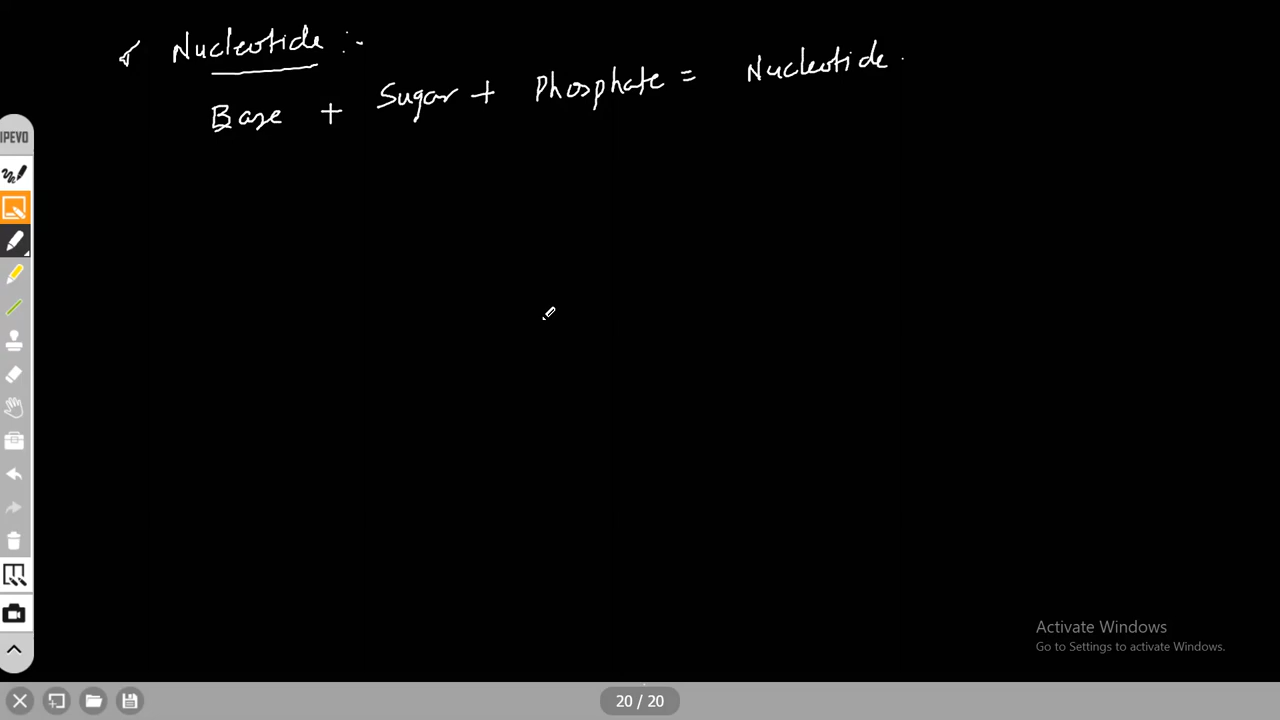 Nucleotide :-
Base + Sugar + Phosphate = Nucleotide.
IPEVO
Activate Windows
Go to Settings to activate Windows.
20 / 20